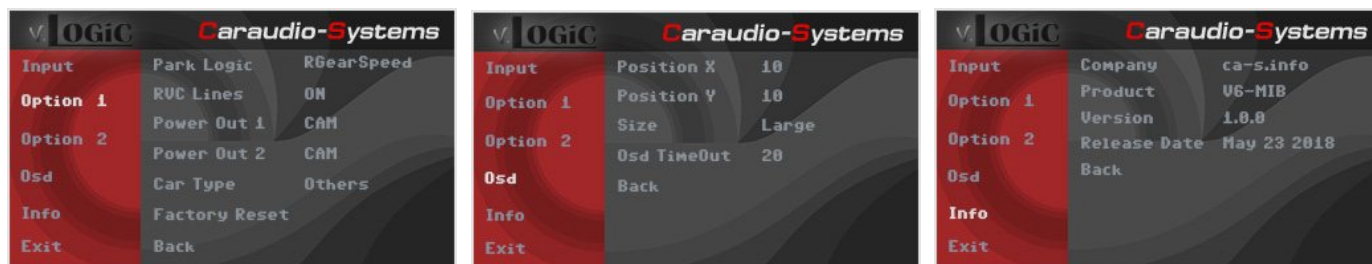 v.LOGiC Caraudio-Systems
Input Park Logic RGearSpeed
Option 1 RVC Lines ON
Power Out 1 CAM
Option 2 Power Out 2 CAM
Osd Car Type Others
Info Factory Reset
Exit Back
v.LOGiC Caraudio-Systems
Input Position X 10
Option 1 Position Y 10
Size Large
Option 2 Osd TimeOut 20
Osd Back
Info
Exit
v.LOGiC Caraudio-Systems
Input Company ca-s.info
Option 1 Product V6-MIB
Version 1.0.0
Option 2 Release Date May 23 2018
Osd Back
Info
Exit